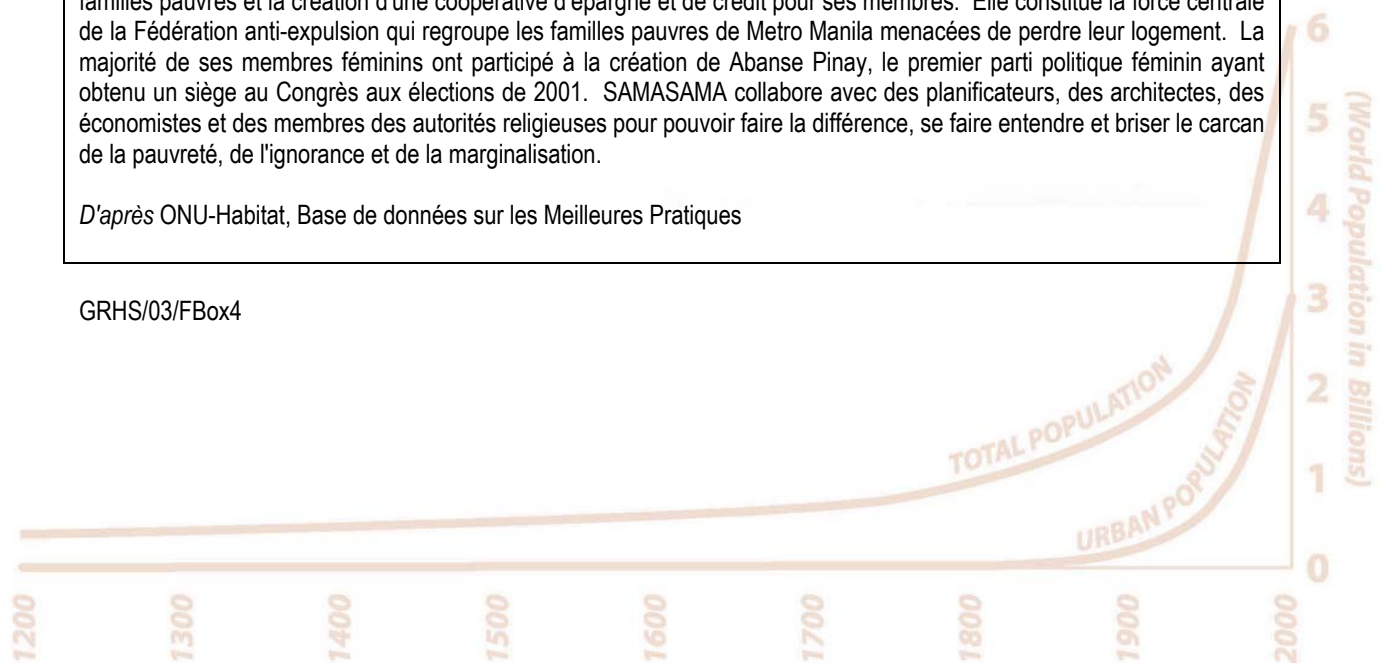 familles pauvres et la création d'une coopérative d'épargne et de crédit pour ses membres. Elle constitue la force centrale
de la Fédération anti-expulsion qui regroupe les familles pauvres de Metro Manila menacées de perdre leur logement. La
majorité de ses membres féminins ont participé à la création de Abanse Pinay, le premier parti politique féminin ayant
obtenu un siège au Congrès aux élections de 2001. SAMASAMA collabore avec des planificateurs, des architectes, des
économistes et des membres des autorités religieuses pour pouvoir faire la différence, se faire entendre et briser le carcan
de la pauvreté, de l'ignorance et de la marginalisation.
D'après ONU-Habitat, Base de données sur les Meilleures Pratiques
GRHS/03/FBox4
6
5
4
3
2
1
0
(World Population in Billions)
TOTAL POPULATION
URBAN POPULATION
1200
1300
1400
1500
1600
1700
1800
1900
2000